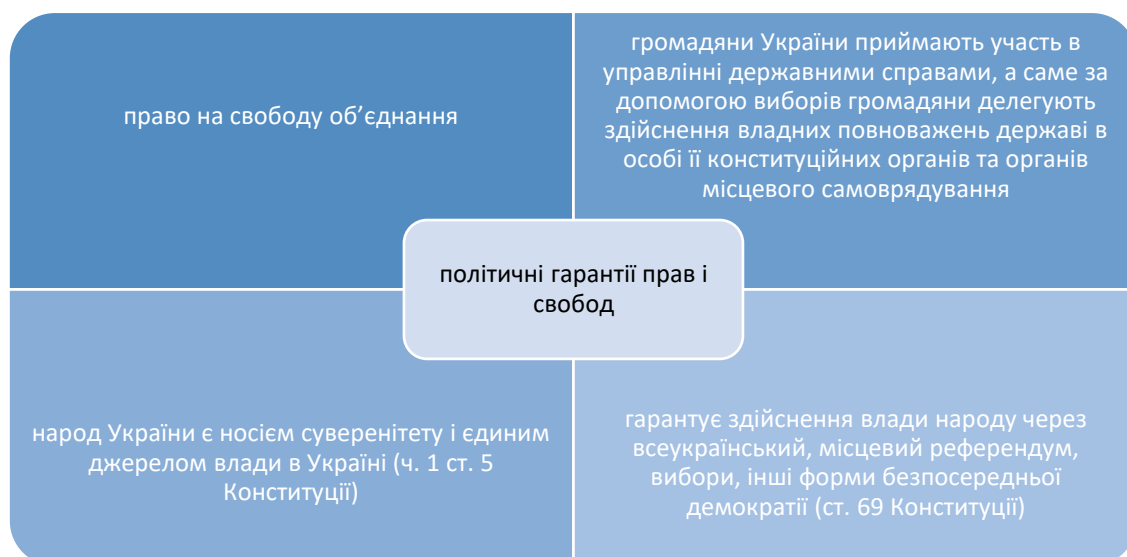 право на свободу об’єднання
громадяни України приймають участь в
управлінні державними справами, а саме за
допомогою виборів громадяни делегують
здійснення владних повноважень державі в
особі її конституційних органів та органів
місцевого самоврядування
політичні гарантії прав і
свобод
народ України є носієм суверенітету і єдиним
джерелом влади в Україні (ч. 1 ст. 5
Конституції)
гарантує здійснення влади народу через
всеукраїнський, місцевий референдум,
вибори, інші форми безпосередньої
демократії (ст. 69 Конституції)